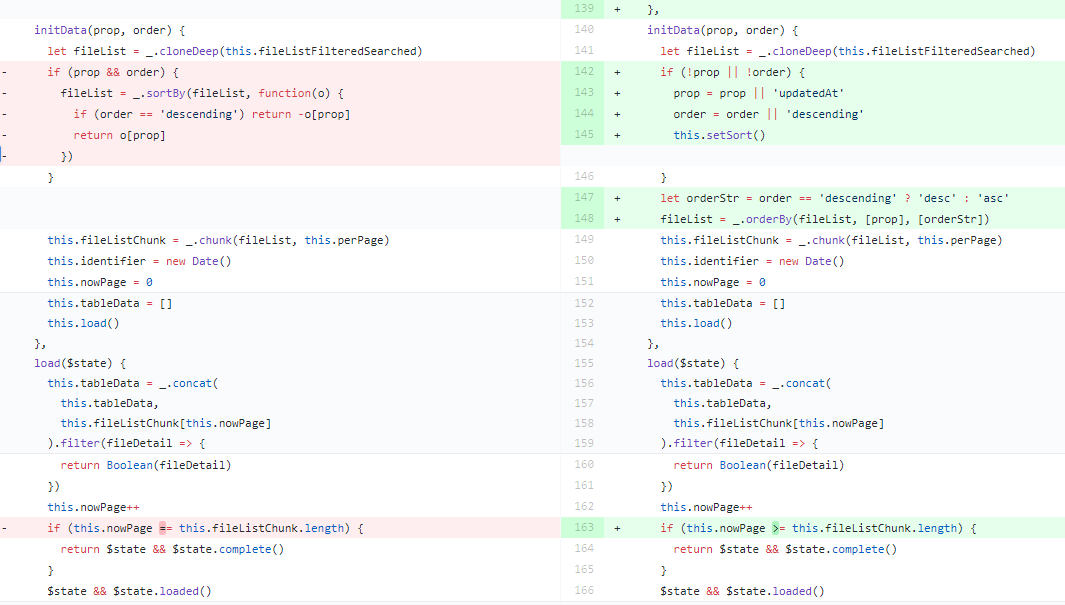 139 + },
initData(prop, order) {
let fileList = _.cloneDeep(this.fileListFilteredSearched)
- if (prop && order) {
- fileList = _.sortBy(fileList, function(o) {
- if (order == 'descending') return -o[prop]
- return o[prop]
- })
}
this.fileListChunk = _.chunk(fileList, this.perPage)
this.identifier = new Date()
this.nowPage = 0
this.tableData = []
this.load()
},
load($state) {
this.tableData = _.concat(
this.tableData,
this.fileListChunk[this.nowPage]
).filter(fileDetail => {
return Boolean(fileDetail)
})
this.nowPage++
- if (this.nowPage == this.fileListChunk.length) {
return $state && $state.complete()
}
$state && $state.loaded()
140 initData(prop, order) {
141 let fileList = _.cloneDeep(this.fileListFilteredSearched)
142 + if (!prop || !order) {
143 + prop = prop || 'updatedAt'
144 + order = order || 'descending'
145 + this.setSort()
146 }
147 + let orderStr = order == 'descending' ? 'desc' : 'asc'
148 + fileList = _.orderBy(fileList, [prop], [orderStr])
149 this.fileListChunk = _.chunk(fileList, this.perPage)
150 this.identifier = new Date()
151 this.nowPage = 0
152 this.tableData = []
153 this.load()
154 },
155 load($state) {
156 this.tableData = _.concat(
157 this.tableData,
158 this.fileListChunk[this.nowPage]
159 ).filter(fileDetail => {
160 return Boolean(fileDetail)
161 })
162 this.nowPage++
163 + if (this.nowPage >= this.fileListChunk.length) {
164 return $state && $state.complete()
165 }
166 $state && $state.loaded()